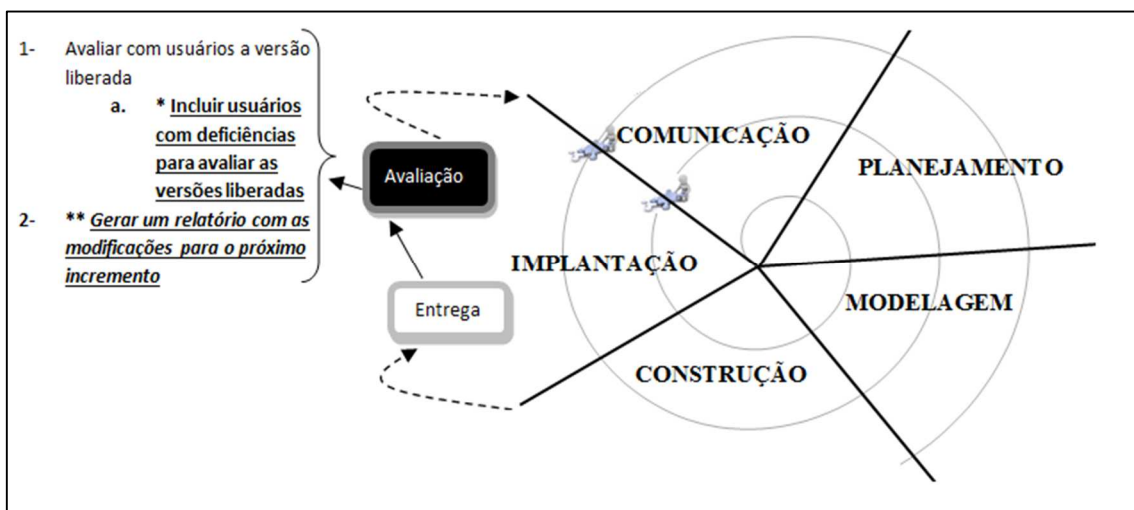 1- Avaliar com usuários a versão
liberada
a. * Incluir usuários
com deficiências
para avaliar as
versões liberadas
2- ** Gerar um relatório com as
modificações para o próximo
incremento
Avaliação
Entrega
COMUNICAÇÃO
PLANEJAMENTO
IMPLANTAÇÃO
MODELAGEM
CONSTRUÇÃO